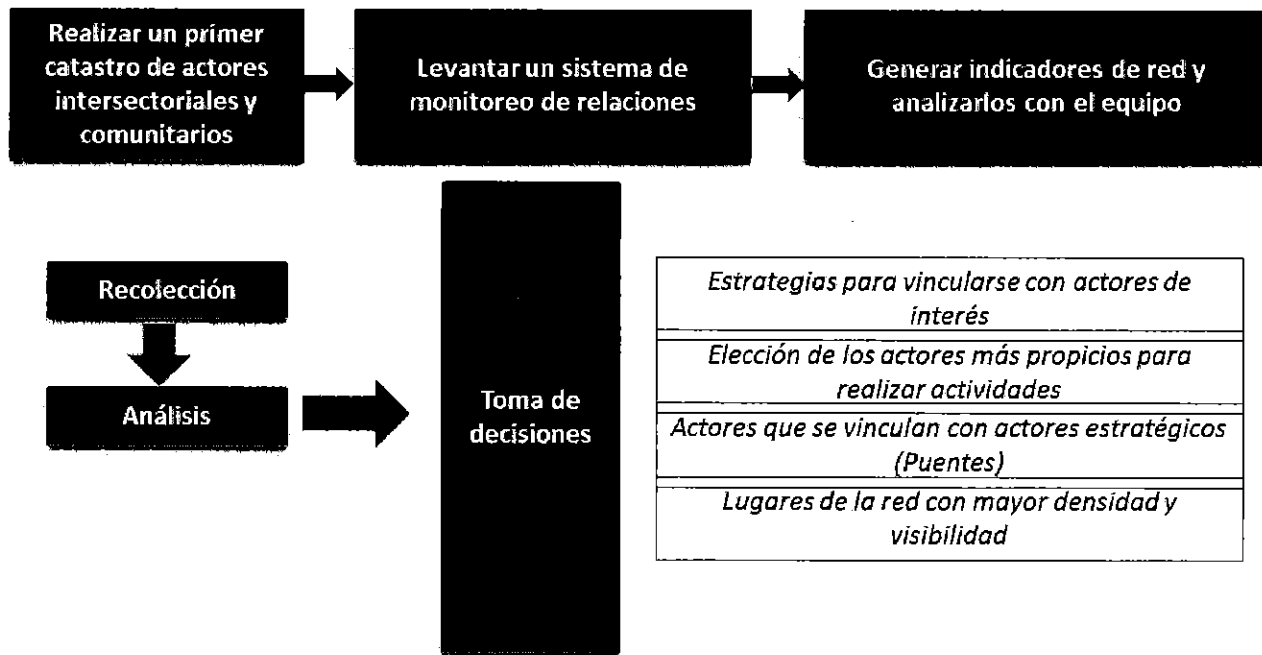 Realizar un primer
catastro de actores
intersectoriales y
comunitarios
Levantar un sistema de
monitoreo de relaciones
Generar indicadores de red y
analizarlos con el equipo
Recolección
Análisis
Toma de
decisiones
Estrategias para vincularse con actores de
interés
Elección de los actores más propicios para
realizar actividades
Actores que se vinculan con actores estratégicos
(Puentes)
Lugares de la red con mayor densidad y
visibilidad